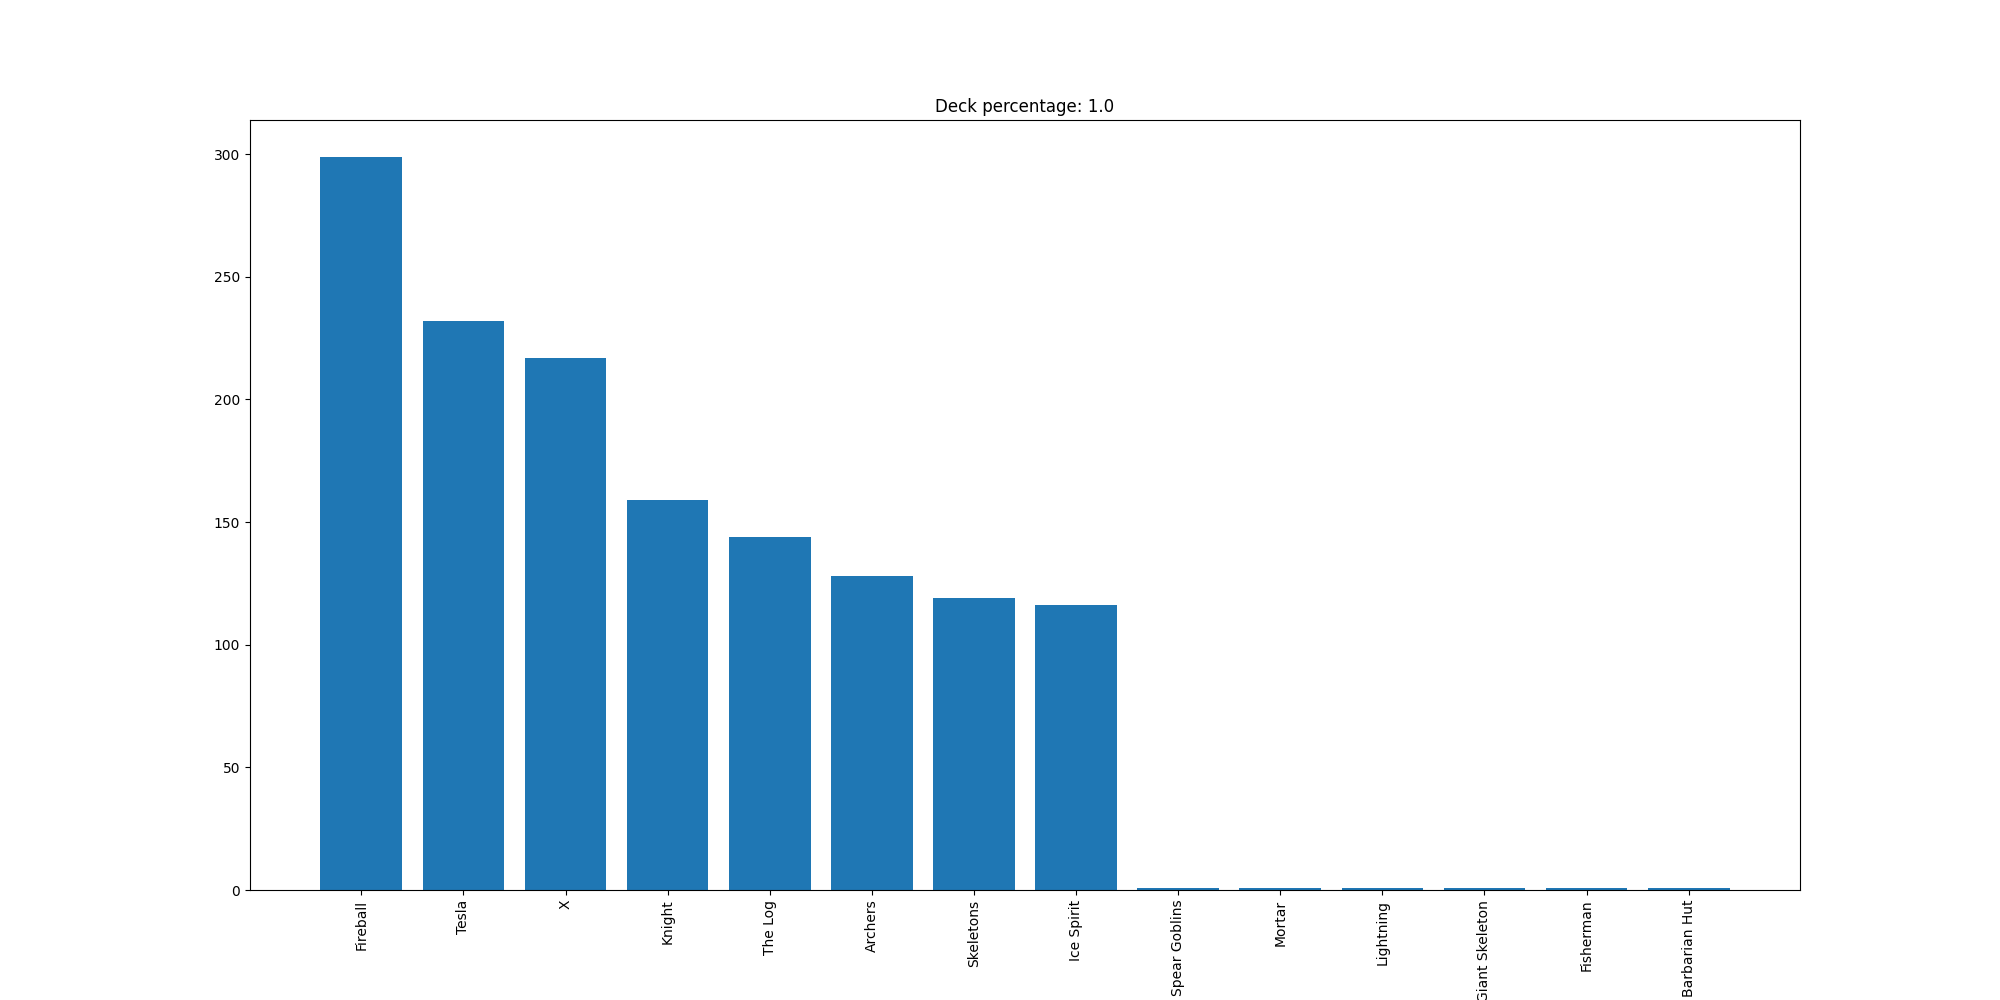 Deck percentage: 1.0
300
250
200
150
100
50
0
Fireball
Tesla
X
Knight
The Log
Archers
Skeletons
Ice Spirit
Spear Goblins
Mortar
Lightning
Giant Skeleton
Fisherman
Barbarian Hut